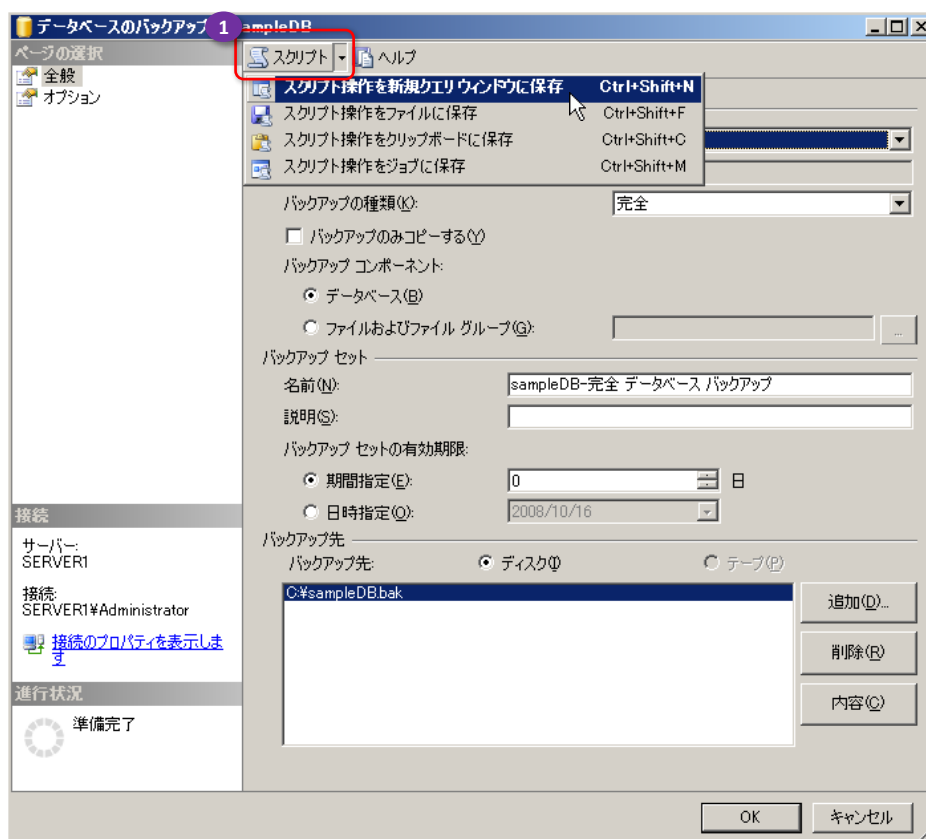 データベースのバックアップ
1
ampleDB
ページの選択
全般
オプション
スクリプト
ヘルプ
スクリプト操作を新規クエリ ウィンドウに保存 Ctrl+Shift+N
スクリプト操作をファイルに保存 Ctrl+Shift+F
スクリプト操作をクリップボードに保存 Ctrl+Shift+C
スクリプト操作をジョブに保存 Ctrl+Shift+M
バックアップの種類(K): 完全
バックアップのみコピーする(Y)
バックアップ コンポーネント:
データベース(B)
ファイルおよびファイル グループ(G): ...
バックアップ セット
名前(N): sampleDB-完全 データベース バックアップ
説明(S):
バックアップ セットの有効期限:
期間指定(E): 0 日
日時指定(O): 2008/10/16
バックアップ先
バックアップ先: ディスク(I) テープ(P)
C:¥sampleDB.bak
追加(D)...
削除(R)
内容(C)
接続
サーバー:
SERVER1
接続:
SERVER1¥Administrator
接続のプロパティを表示しま
す
進行状況
準備完了
OK キャンセル